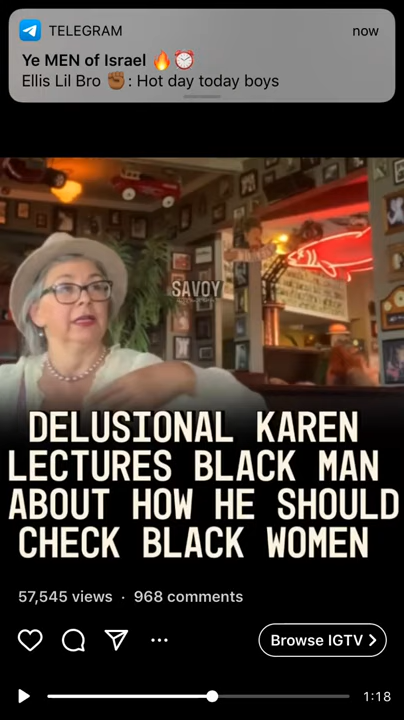 TELEGRAM now
Ye MEN of Israel 🔥⏰
Ellis Lil Bro ✊🏾: Hot day today boys
SAVOY
DELUSIONAL KAREN
LECTURES BLACK MAN
ABOUT HOW HE SHOULD
CHECK BLACK WOMEN
57,545 views · 968 comments
Browse IGTV >
1:18